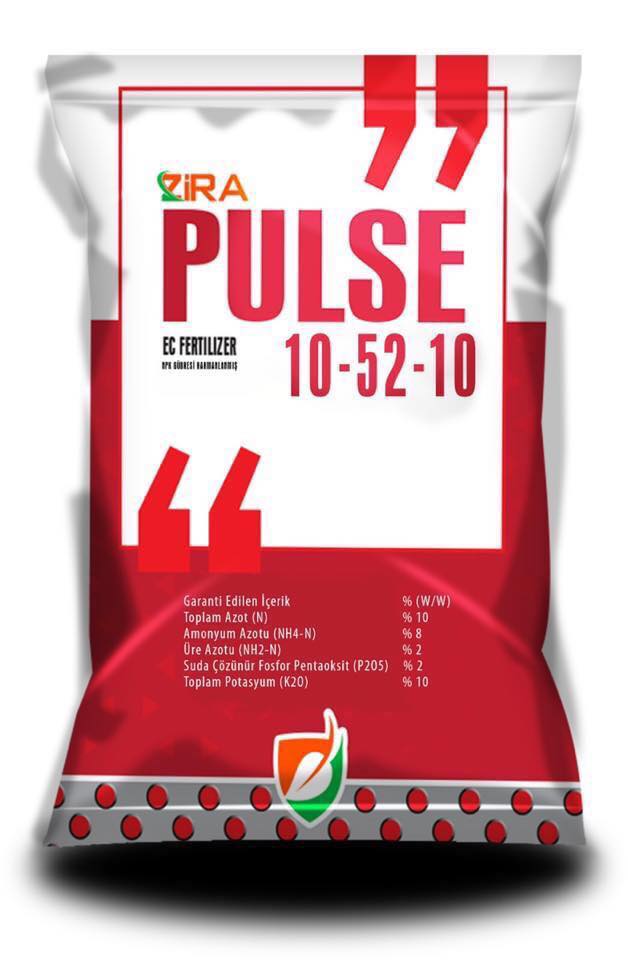 ZiRA
PULSE
EC FERTILIZER
10-52-10
NPK GÜBRESİ HARMANLANMIŞ
Garanti Edilen İçerik % (W/W)
Toplam Azot (N) % 10
Amonyum Azotu (NH4-N) % 8
Üre Azotu (NH2-N) % 2
Suda Çözünür Fosfor Pentaoksit (P2O5) % 2
Toplam Potasyum (K2O) % 10